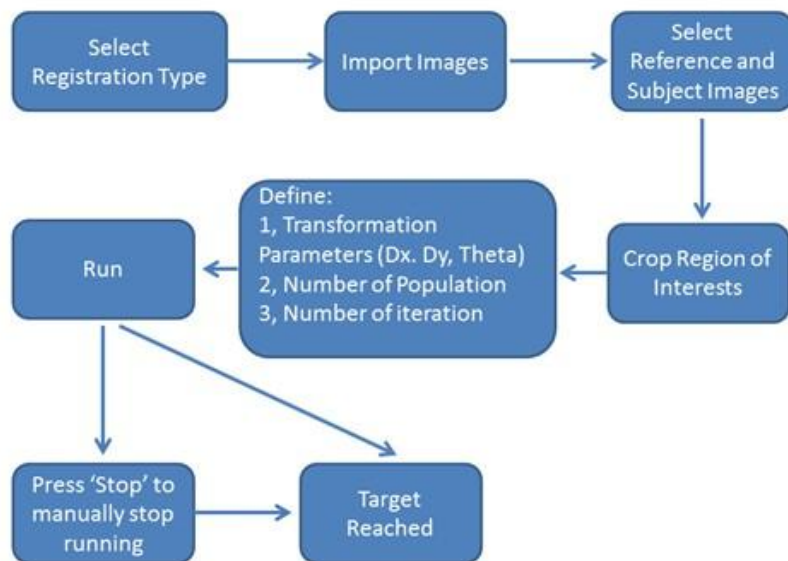 Select
Registration Type
Import Images
Select
Reference and
Subject Images
Crop Region of
Interests
Define:
1, Transformation
Parameters (Dx. Dy, Theta)
2, Number of Population
3, Number of iteration
Run
Press ‘Stop’ to
manually stop
running
Target
Reached